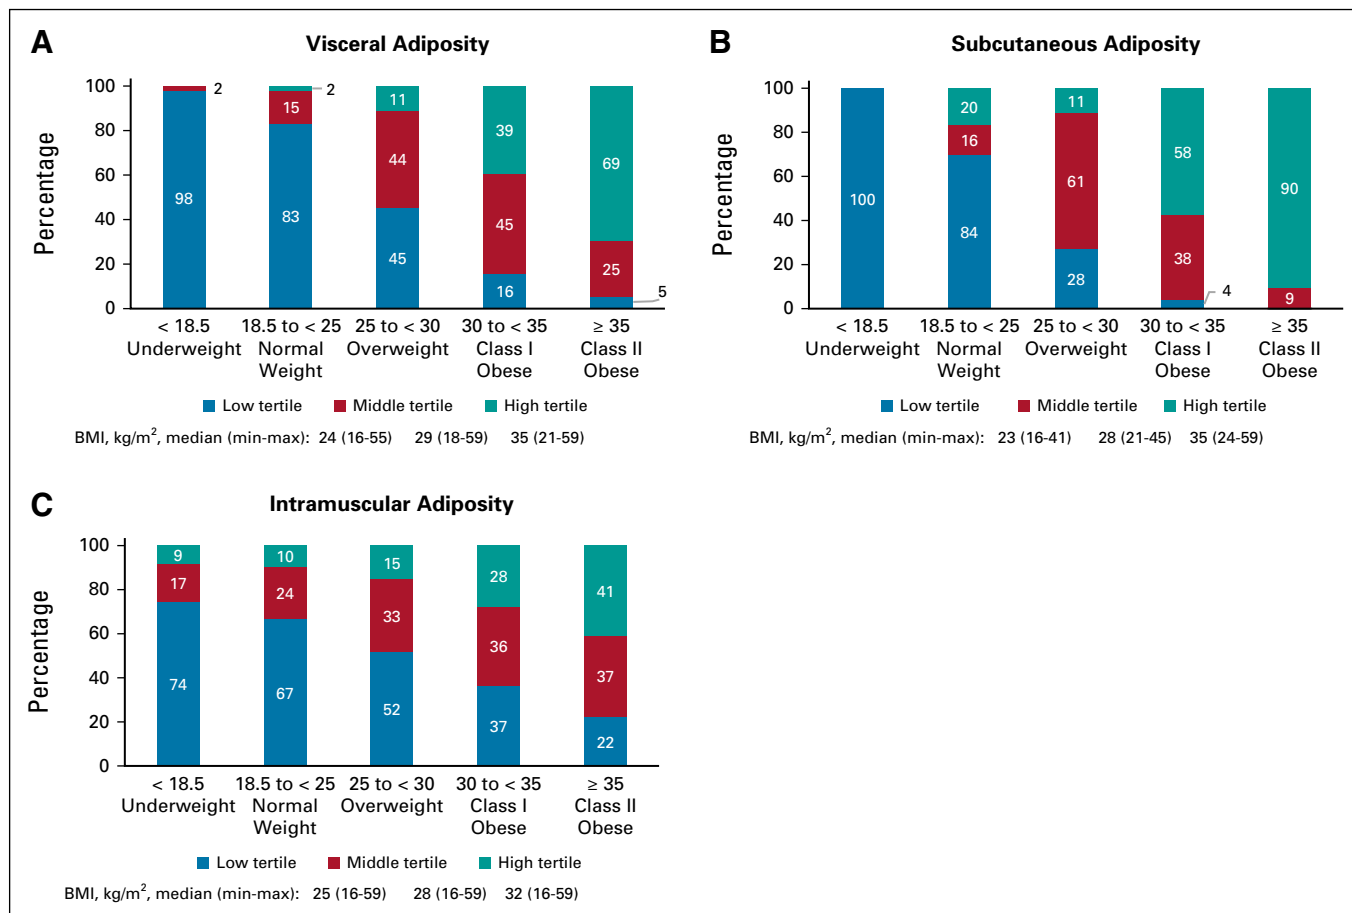 A
Visceral Adiposity
Percentage
100
80
60
40
20
0
2
98
2
15
83
11
44
45
39
45
16
69
25
5
< 18.5 18.5 to < 25 25 to < 30 30 to < 35 ≥ 35
Underweight Normal Overweight Class I Class II
Weight Obese Obese
Low tertile Middle tertile High tertile
BMI, kg/m², median (min-max): 24 (16-55) 29 (18-59) 35 (21-59)
B
Subcutaneous Adiposity
Percentage
100
80
60
40
20
0
100
20
16
84
11
61
28
58
38
4
90
9
< 18.5 18.5 to < 25 25 to < 30 30 to < 35 ≥ 35
Underweight Normal Overweight Class I Class II
Weight Obese Obese
Low tertile Middle tertile High tertile
BMI, kg/m², median (min-max): 23 (16-41) 28 (21-45) 35 (24-59)
C
Intramuscular Adiposity
Percentage
100
80
60
40
20
0
9
17
74
10
24
67
15
33
52
28
36
37
41
37
22
< 18.5 18.5 to < 25 25 to < 30 30 to < 35 ≥ 35
Underweight Normal Overweight Class I Class II
Weight Obese Obese
Low tertile Middle tertile High tertile
BMI, kg/m², median (min-max): 25 (16-59) 28 (16-59) 32 (16-59)